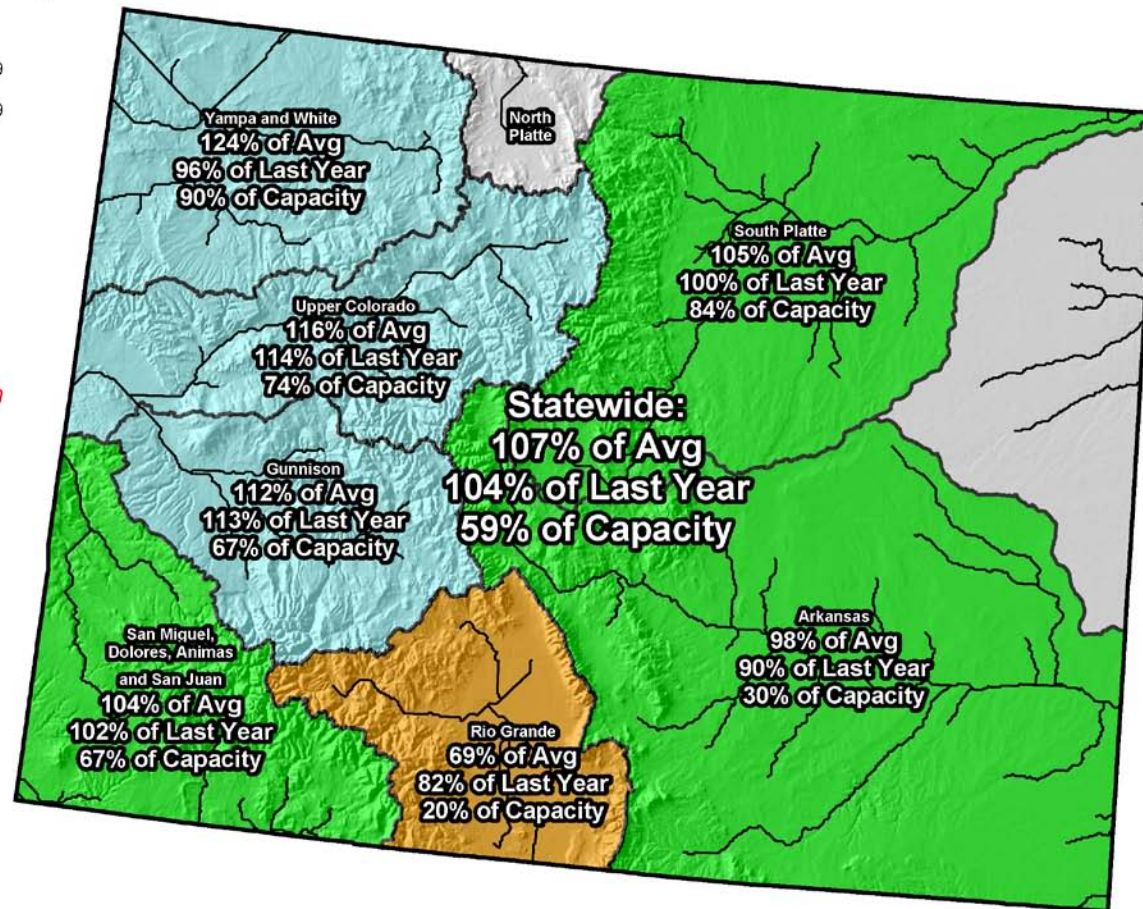 North
Platte
Yampa and White
124% of Avg
96% of Last Year
90% of Capacity
South Platte
105% of Avg
100% of Last Year
84% of Capacity
Upper Colorado
116% of Avg
114% of Last Year
74% of Capacity
Statewide:
107% of Avg
104% of Last Year
59% of Capacity
Gunnison
112% of Avg
113% of Last Year
67% of Capacity
Arkansas
98% of Avg
90% of Last Year
30% of Capacity
San Miguel,
Dolores, Animas
and San Juan
104% of Avg
102% of Last Year
67% of Capacity
Rio Grande
69% of Avg
82% of Last Year
20% of Capacity